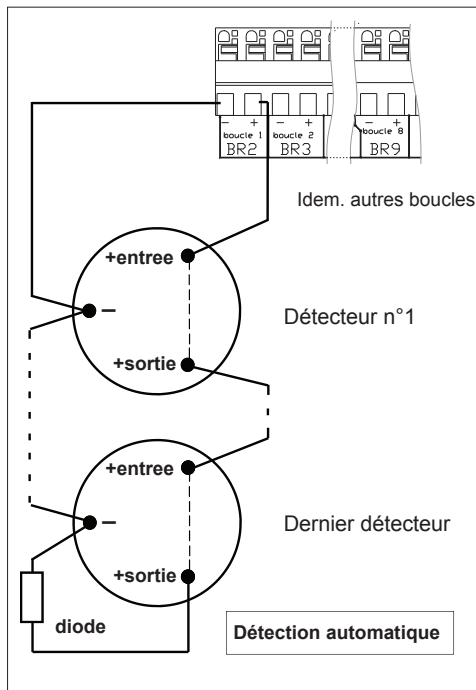 - + - + - +
boucle 1 boucle 2 boucle 8
BR2 BR3 BR9
Idem. autres boucles
+entree
–
Détecteur n°1
+sortie
+entree
–
Dernier détecteur
+sortie
diode
Détection automatique